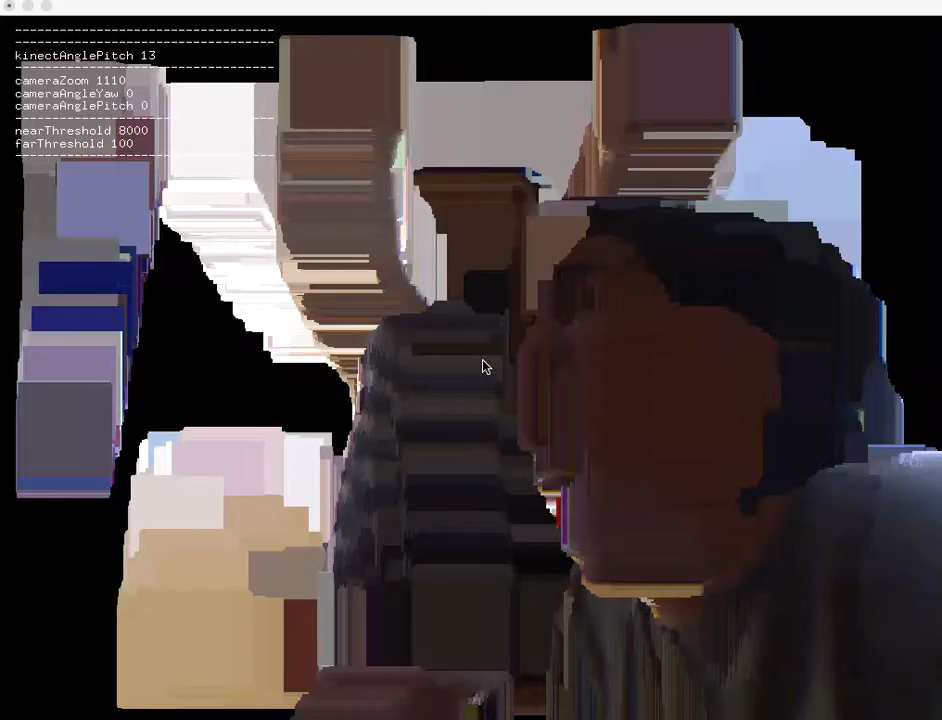 --------------------------------
--------------------------------
kinectAnglePitch 13
--------------------------------
cameraZoom 1110
cameraAngleYaw 0
cameraAnglePitch 0
--------------------------------
nearThreshold 8000
farThreshold 100
--------------------------------